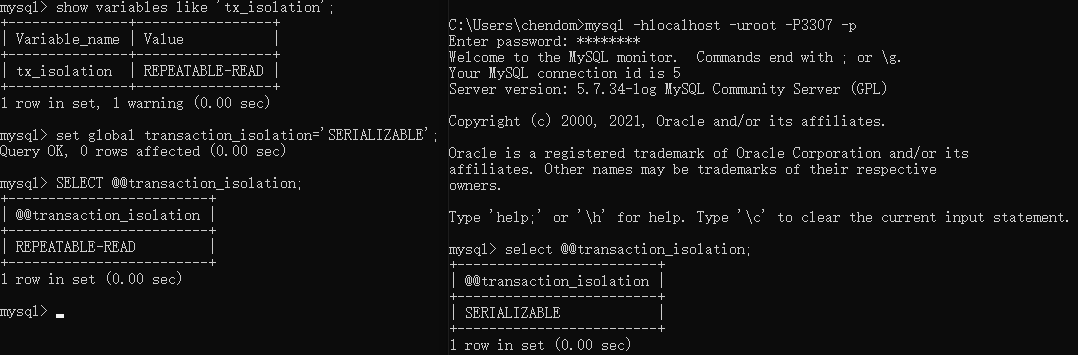 mysql> show variables like 'tx_isolation';
+---------------+-----------------+
| Variable_name | Value           |
+---------------+-----------------+
| tx_isolation  | REPEATABLE-READ |
+---------------+-----------------+
1 row in set, 1 warning (0.00 sec)
mysql> set global transaction_isolation='SERIALIZABLE';
Query OK, 0 rows affected (0.00 sec)
mysql> SELECT @@transaction_isolation;
+-------------------------+
| @@transaction_isolation |
+-------------------------+
| REPEATABLE-READ         |
+-------------------------+
1 row in set (0.00 sec)
mysql>
C:\Users\chendom>mysql -hlocalhost -uroot -P3307 -p
Enter password: ********
Welcome to the MySQL monitor.  Commands end with ; or \g.
Your MySQL connection id is 5
Server version: 5.7.34-log MySQL Community Server (GPL)
Copyright (c) 2000, 2021, Oracle and/or its affiliates.
Oracle is a registered trademark of Oracle Corporation and/or its
affiliates. Other names may be trademarks of their respective
owners.
Type 'help;' or '\h' for help. Type '\c' to clear the current input statement.
mysql> select @@transaction_isolation;
+-------------------------+
| @@transaction_isolation |
+-------------------------+
| SERIALIZABLE            |
+-------------------------+
1 row in set (0.00 sec)